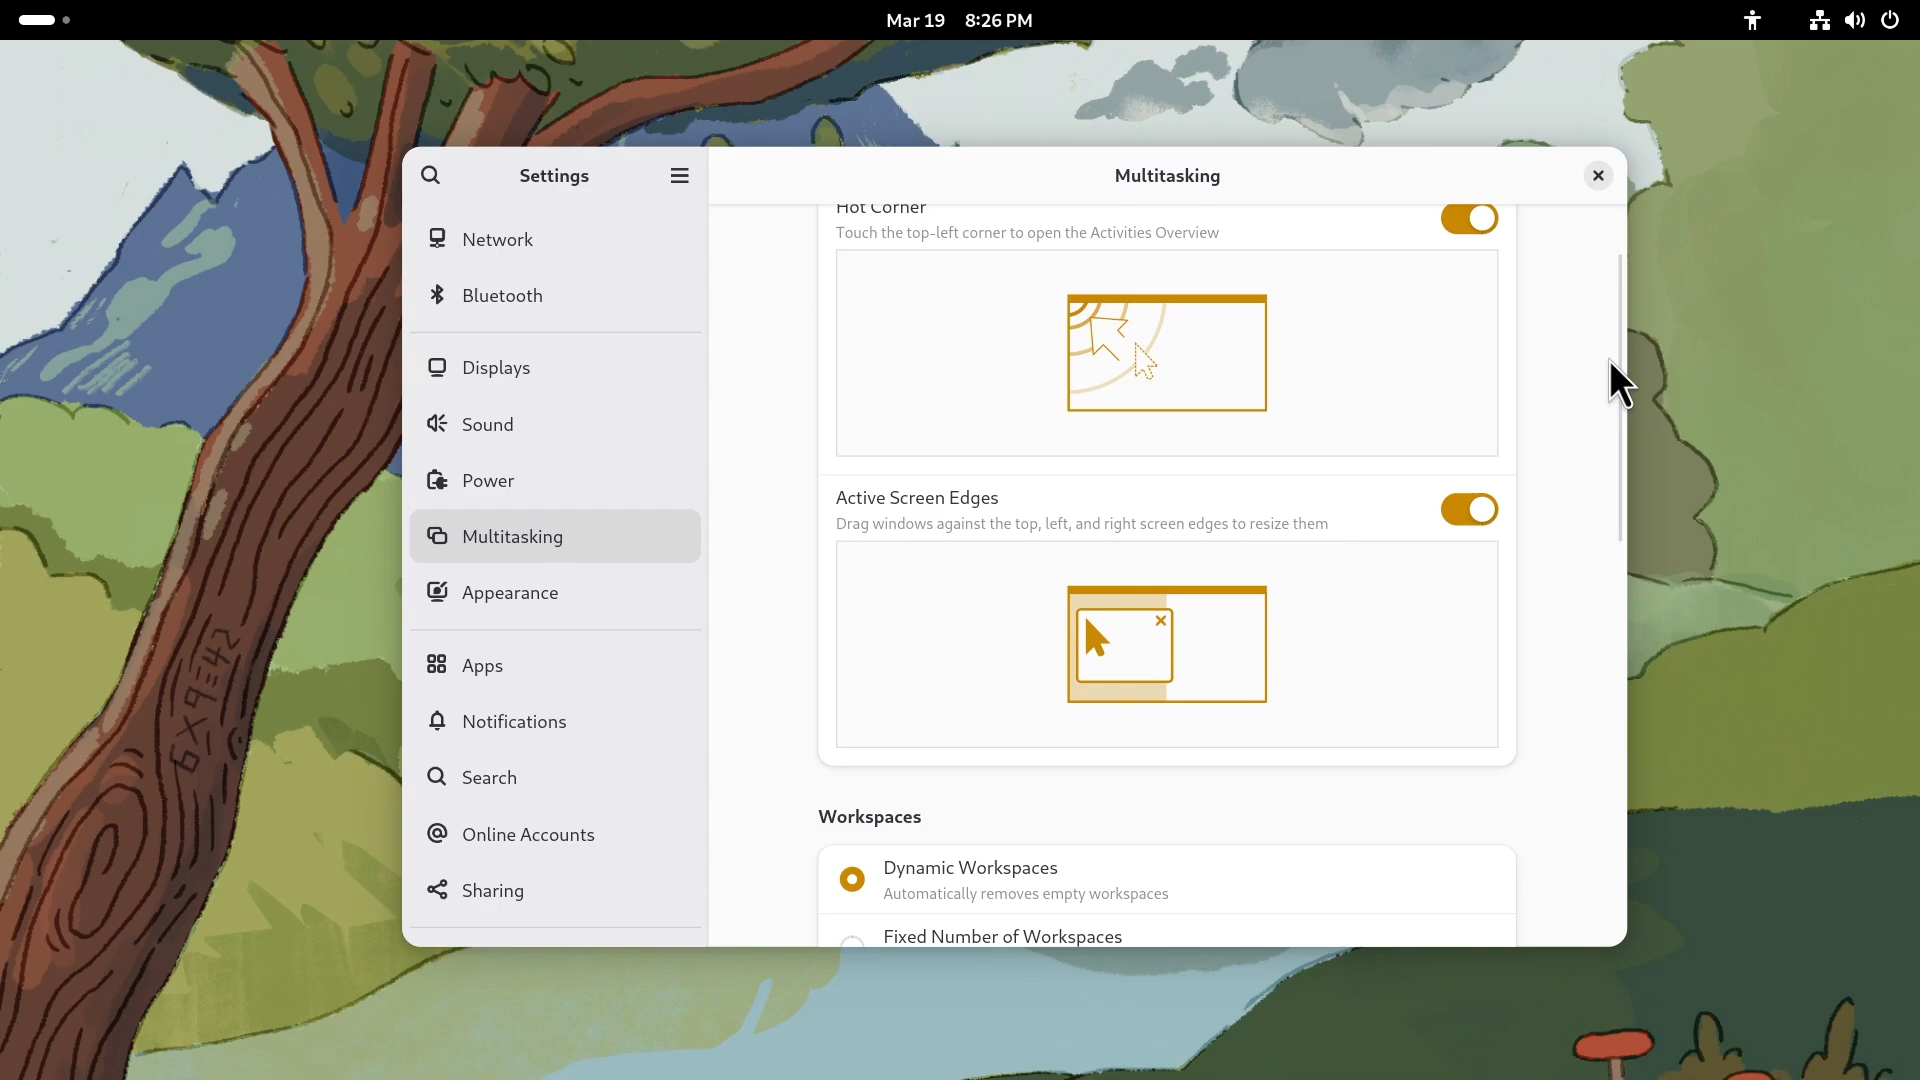 Mar 19 8:26 PM
Settings
Network
Bluetooth
Displays
Sound
Power
Multitasking
Appearance
Apps
Notifications
Search
Online Accounts
Sharing
Multitasking
Hot Corner
Touch the top-left corner to open the Activities Overview
Active Screen Edges
Drag windows against the top, left, and right screen edges to resize them
Workspaces
Dynamic Workspaces
Automatically removes empty workspaces
Fixed Number of Workspaces
6×9=42